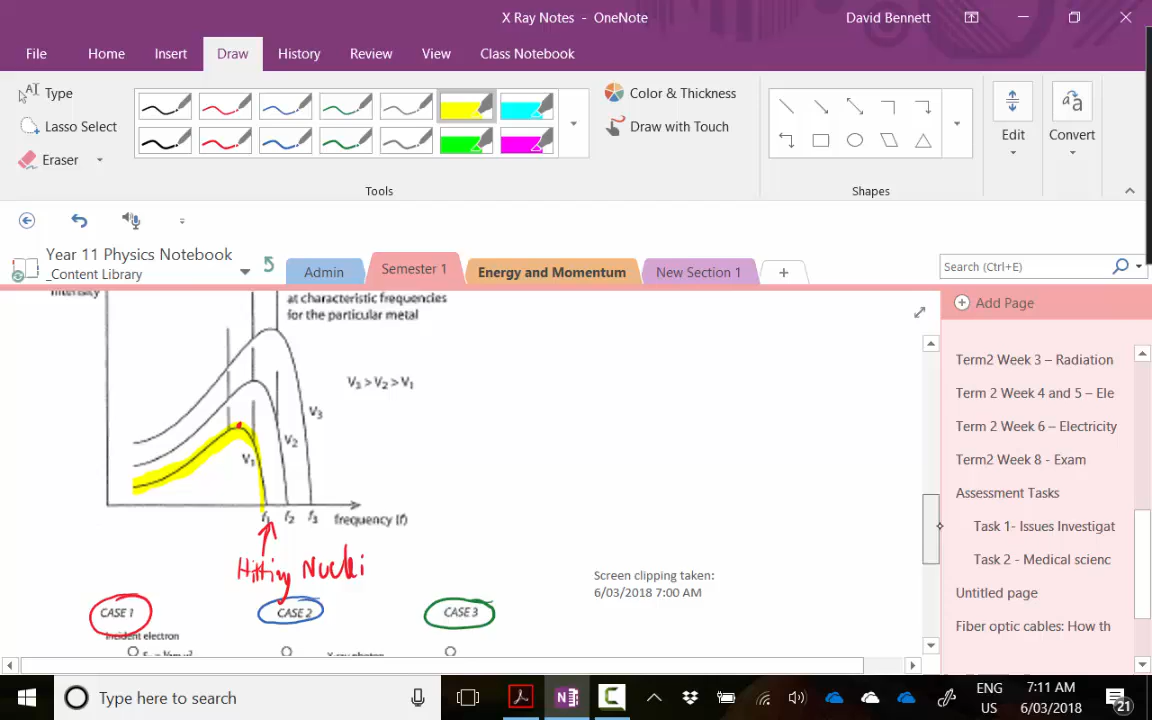 X Ray Notes - OneNote
David Bennett
File Home Insert Draw History Review View Class Notebook
Type
Lasso Select
Eraser
Color & Thickness
Draw with Touch
Edit
Convert
Tools
Shapes
Year 11 Physics Notebook
_Content Library
Admin
Semester 1
Energy and Momentum
New Section 1
+
Search (Ctrl+E)
Intensity
at characteristic frequencies
for the particular metal
V3 > V2 > V1
V3
V2
V1
f1 f2 f3 frequency (f)
Hitting Nuclei
CASE 1
CASE 2
CASE 3
Incident electron
X-ray photon
Screen clipping taken:
6/03/2018 7:00 AM
Add Page
Term2 Week 3 – Radiation
Term 2 Week 4 and 5 – Ele
Term 2 Week 6 – Electricity
Term2 Week 8 - Exam
Assessment Tasks
Task 1- Issues Investigat
Task 2 - Medical scienc
Untitled page
Fiber optic cables: How th
Type here to search
ENG
US
7:11 AM
6/03/2018
21